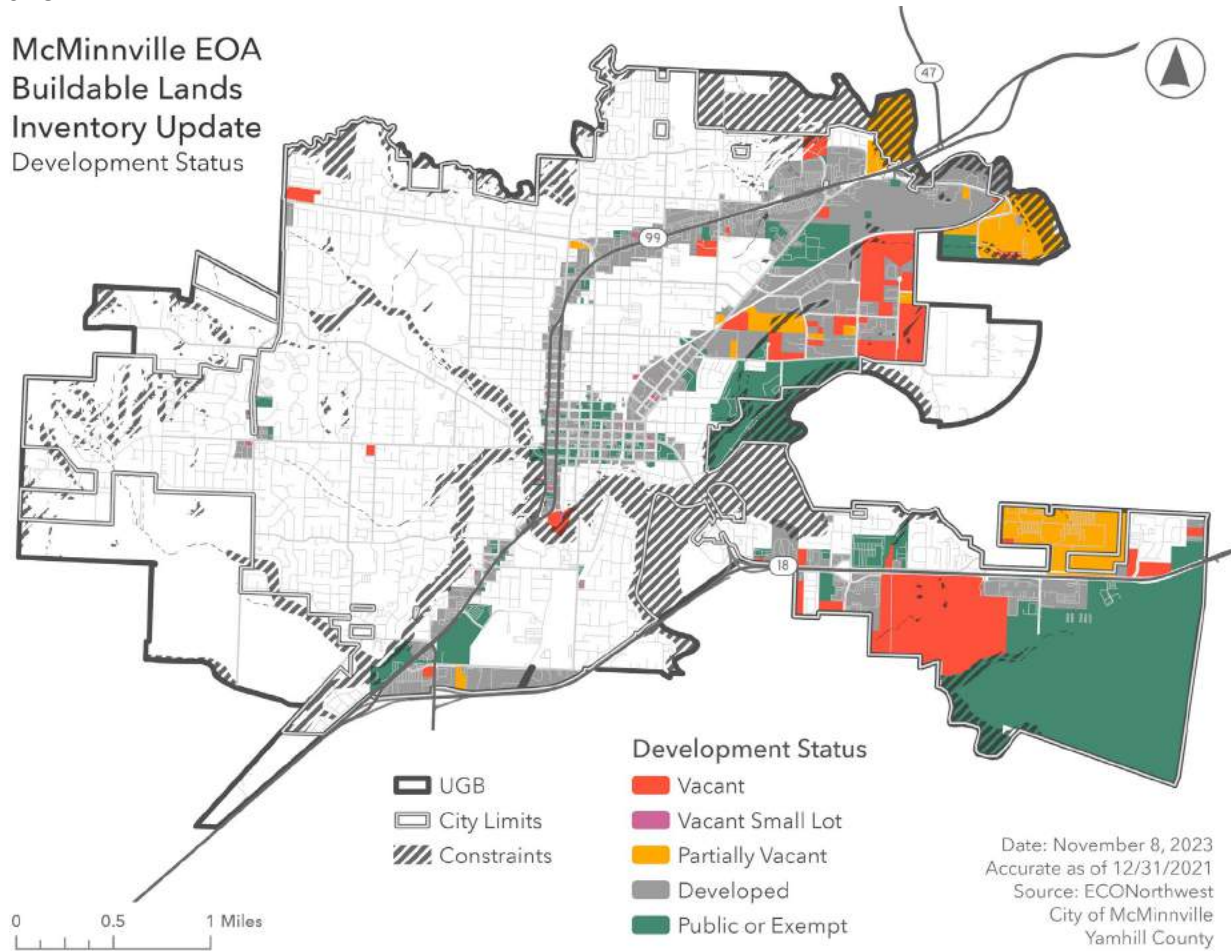 McMinnville EOA
Buildable Lands
Inventory Update
Development Status
47
99
18
UGB
City Limits
Constraints
Development Status
Vacant
Vacant Small Lot
Partially Vacant
Developed
Public or Exempt
0 0.5 1 Miles
Date: November 8, 2023
Accurate as of 12/31/2021
Source: ECONorthwest
City of McMinnville
Yamhill County